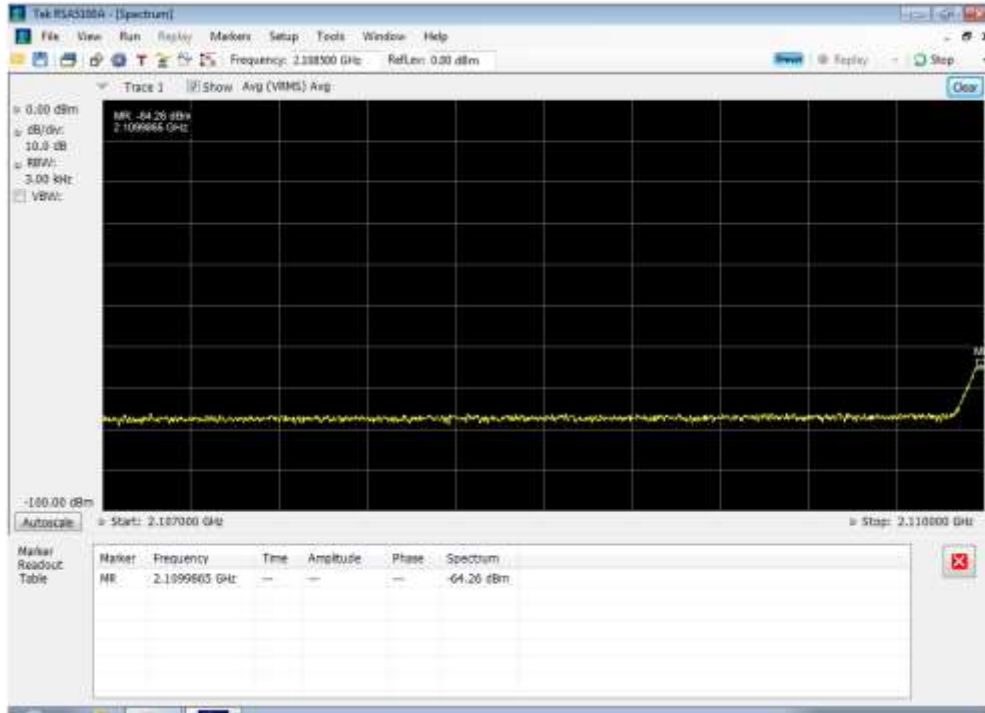 Tek RSA5100A - [Spectrum]
File View Run Replay Markers Setup Tools Window Help
Frequency: 2.108500 GHz RefLev: 0.00 dBm Preset Replay Stop
Trace 1 Show Avg (VRMS) Avg Clear
0.00 dBm
dB/div:
10.0 dB
RBW:
3.00 kHz
VBW:
MR: -64.26 dBm
2.1099865 GHz
MR
-100.00 dBm
Autoscale Start: 2.107000 GHz Stop: 2.110000 GHz
Marker
Readout
Table
Marker Frequency Time Amplitude Phase Spectrum
MR 2.1099865 GHz --- --- --- -64.26 dBm